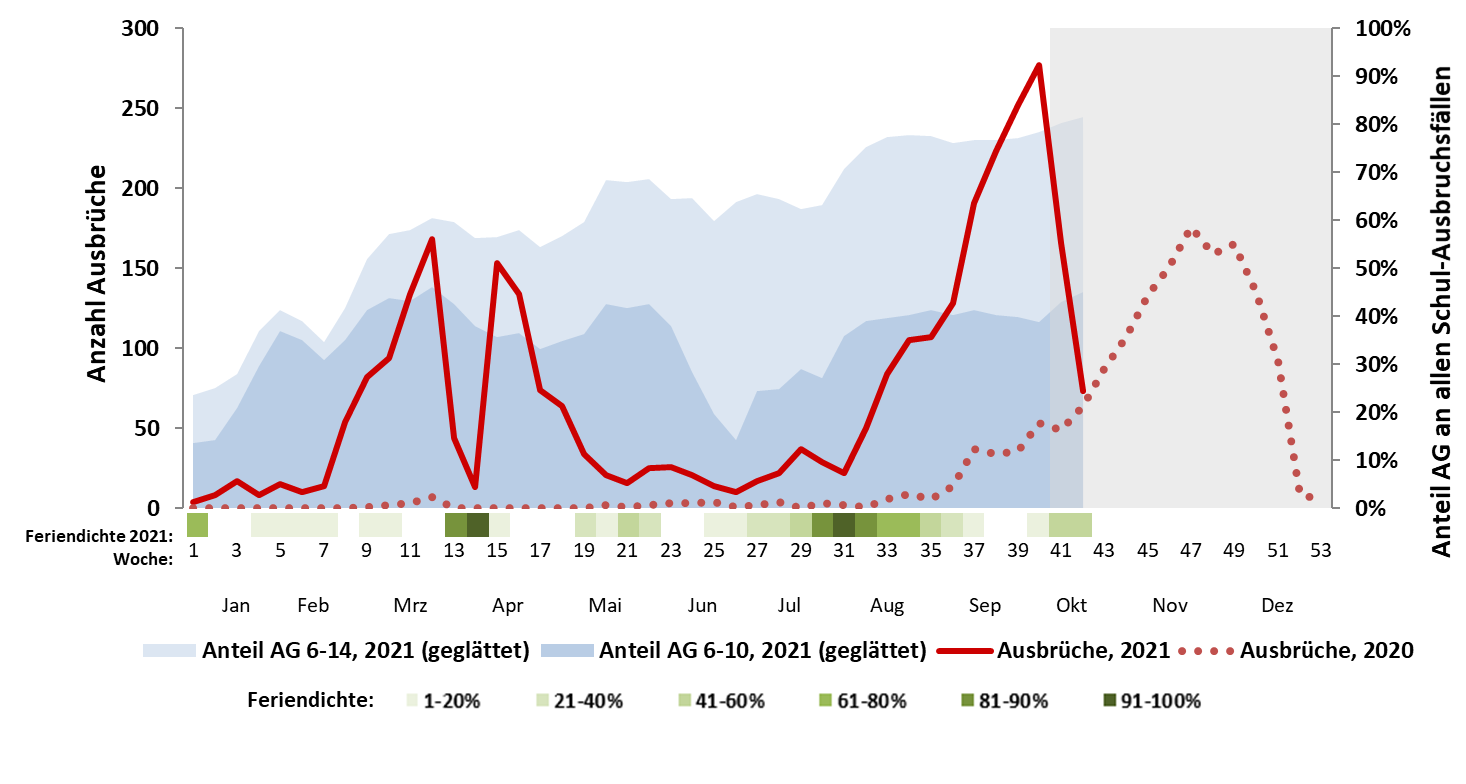 300
250
200
150
100
50
0
Anzahl Ausbrüche
100%
90%
80%
70%
60%
50%
40%
30%
20%
10%
0%
Anteil AG an allen Schul-Ausbruchsfällen
Feriendichte 2021:
Woche:
1 3 5 7 9 11 13 15 17 19 21 23 25 27 29 31 33 35 37 39 41 43 45 47 49 51 53
Jan Feb Mrz Apr Mai Jun Jul Aug Sep Okt Nov Dez
Anteil AG 6-14, 2021 (geglättet) Anteil AG 6-10, 2021 (geglättet) Ausbrüche, 2021 Ausbrüche, 2020
Feriendichte: 1-20% 21-40% 41-60% 61-80% 81-90% 91-100%